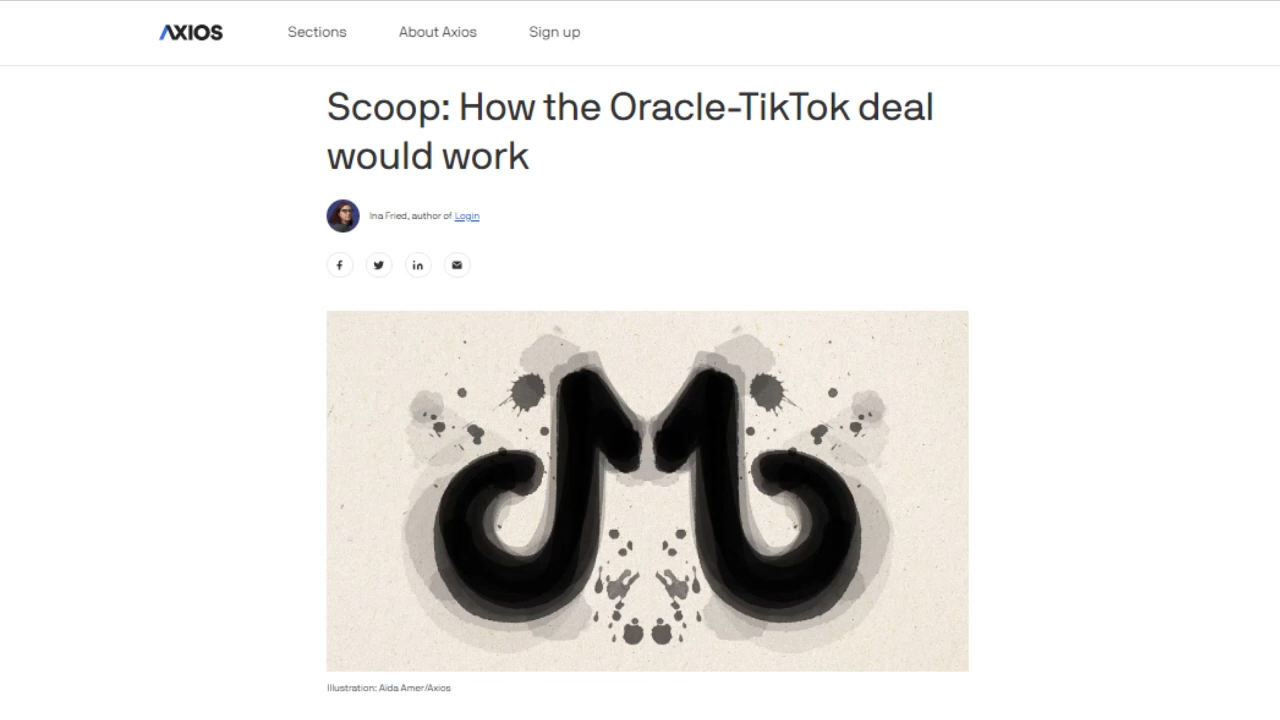 AXIOS Sections About Axios Sign up
Scoop: How the Oracle-TikTok deal
would work
Ina Fried, author of Login
Illustration: Aïda Amer/Axios